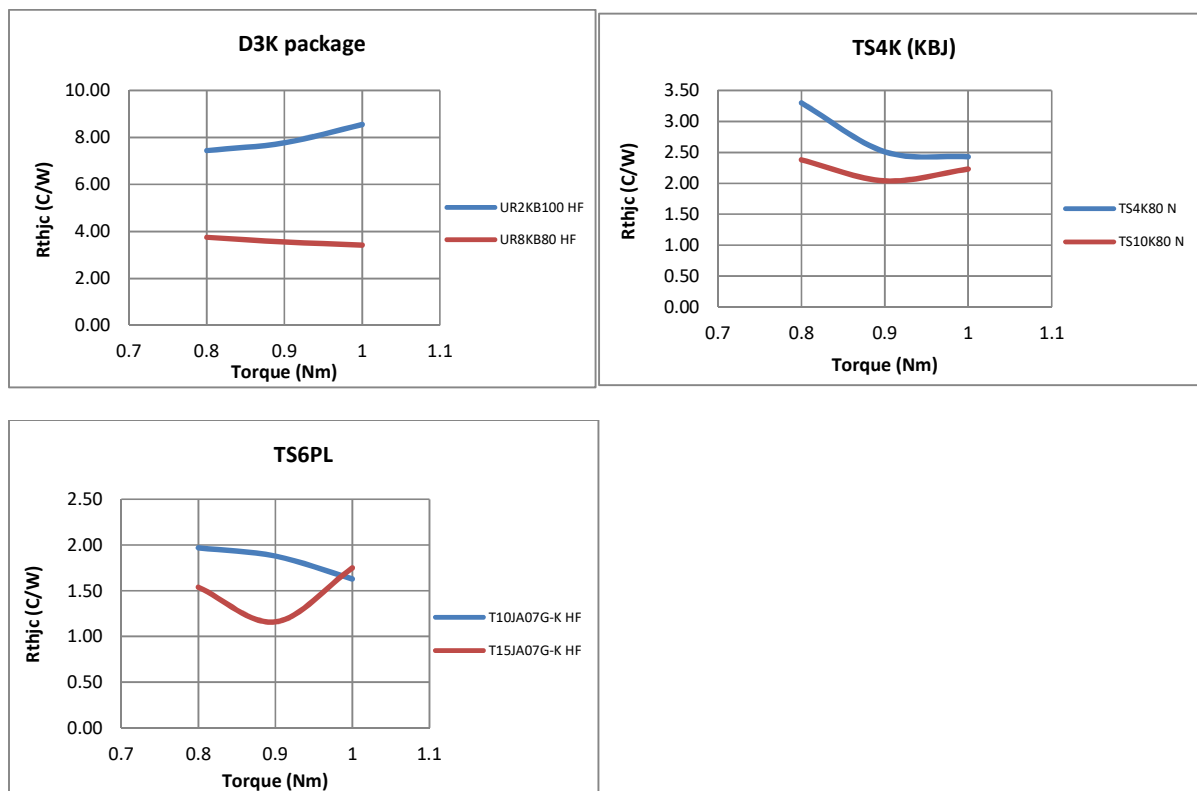 D3K package
10.00
8.00
6.00
4.00
2.00
0.00
Rthjc (C/W)
0.7 0.8 0.9 1 1.1
Torque (Nm)
UR2KB100 HF
UR8KB80 HF
TS4K (KBJ)
3.50
3.00
2.50
2.00
1.50
1.00
0.50
0.00
Rthjc (C/W)
0.7 0.8 0.9 1 1.1
Torque (Nm)
TS4K80 N
TS10K80 N
TS6PL
2.50
2.00
1.50
1.00
0.50
0.00
Rthjc (C/W)
0.7 0.8 0.9 1 1.1
Torque (Nm)
T10JA07G-K HF
T15JA07G-K HF